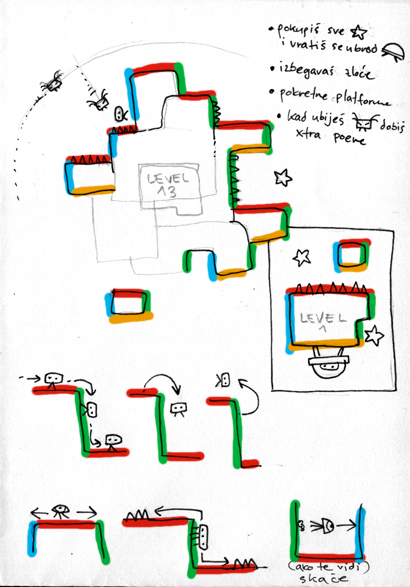 • pokupiš sve
i vratiš se u brod
• izbegavaš zloće
• pokretne platforme
• kad ubiješ dobiš
xtra poene
LEVEL
13
LEVEL
1
(ako te vidi)
skače